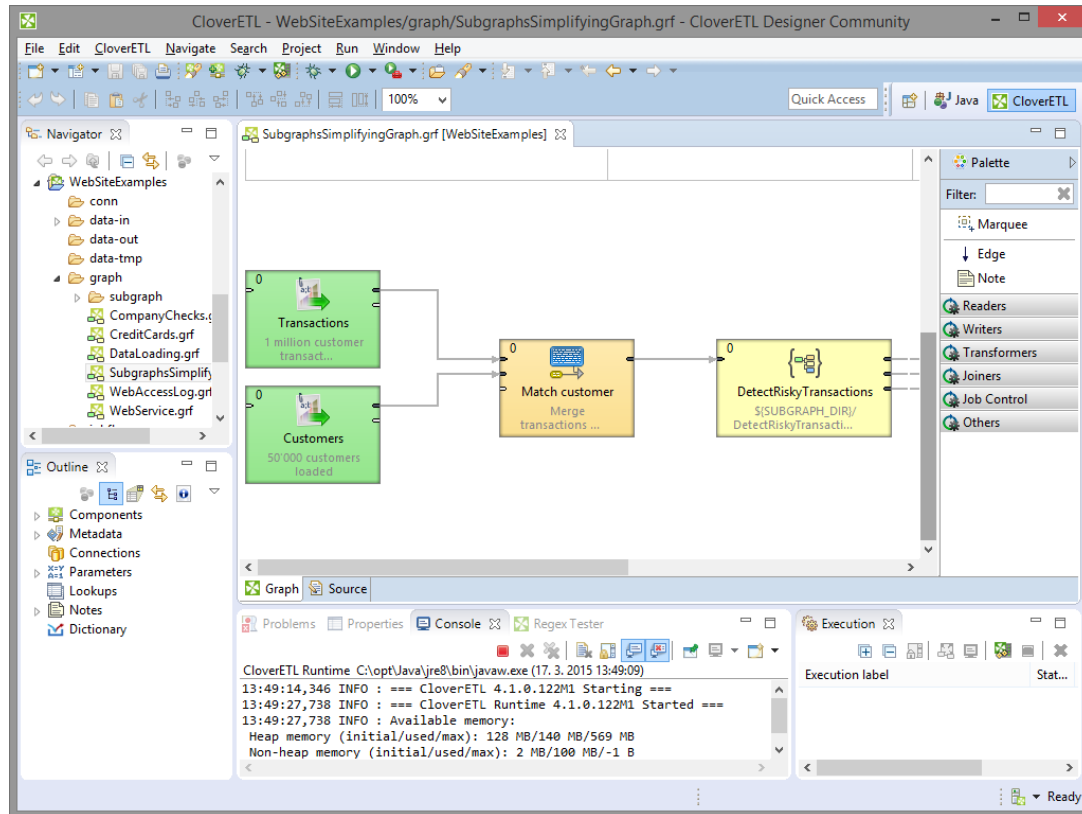 CloverETL - WebSiteExamples/graph/SubgraphsSimplifyingGraph.grf - CloverETL Designer Community
File Edit CloverETL Navigate Search Project Run Window Help
100%
Quick Access
Java
CloverETL
Navigator
WebSiteExamples
conn
data-in
data-out
data-tmp
graph
subgraph
CompanyChecks.g
CreditCards.grf
DataLoading.grf
SubgraphsSimplify
WebAccessLog.grf
WebService.grf
Outline
Components
Metadata
Connections
Parameters
Lookups
Notes
Dictionary
SubgraphsSimplifyingGraph.grf [WebSiteExamples]
0
Transactions
1 million customer
transact...
0
Customers
50'000 customers
loaded
0
Match customer
Merge
transactions ...
0
DetectRiskyTransactions
${SUBGRAPH_DIR}/
DetectRiskyTransacti...
Palette
Filter:
Marquee
Edge
Note
Readers
Writers
Transformers
Joiners
Job Control
Others
Graph Source
Problems Properties Console Regex Tester
CloverETL Runtime C:\opt\Java\jre8\bin\javaw.exe (17. 3. 2015 13:49:09)
13:49:14,346 INFO : === CloverETL 4.1.0.122M1 Starting ===
13:49:27,738 INFO : === CloverETL Runtime 4.1.0.122M1 Started ===
13:49:27,738 INFO : Available memory:
Heap memory (initial/used/max): 128 MB/140 MB/569 MB
Non-heap memory (initial/used/max): 2 MB/100 MB/-1 B
Execution
Execution label Stat...
Ready